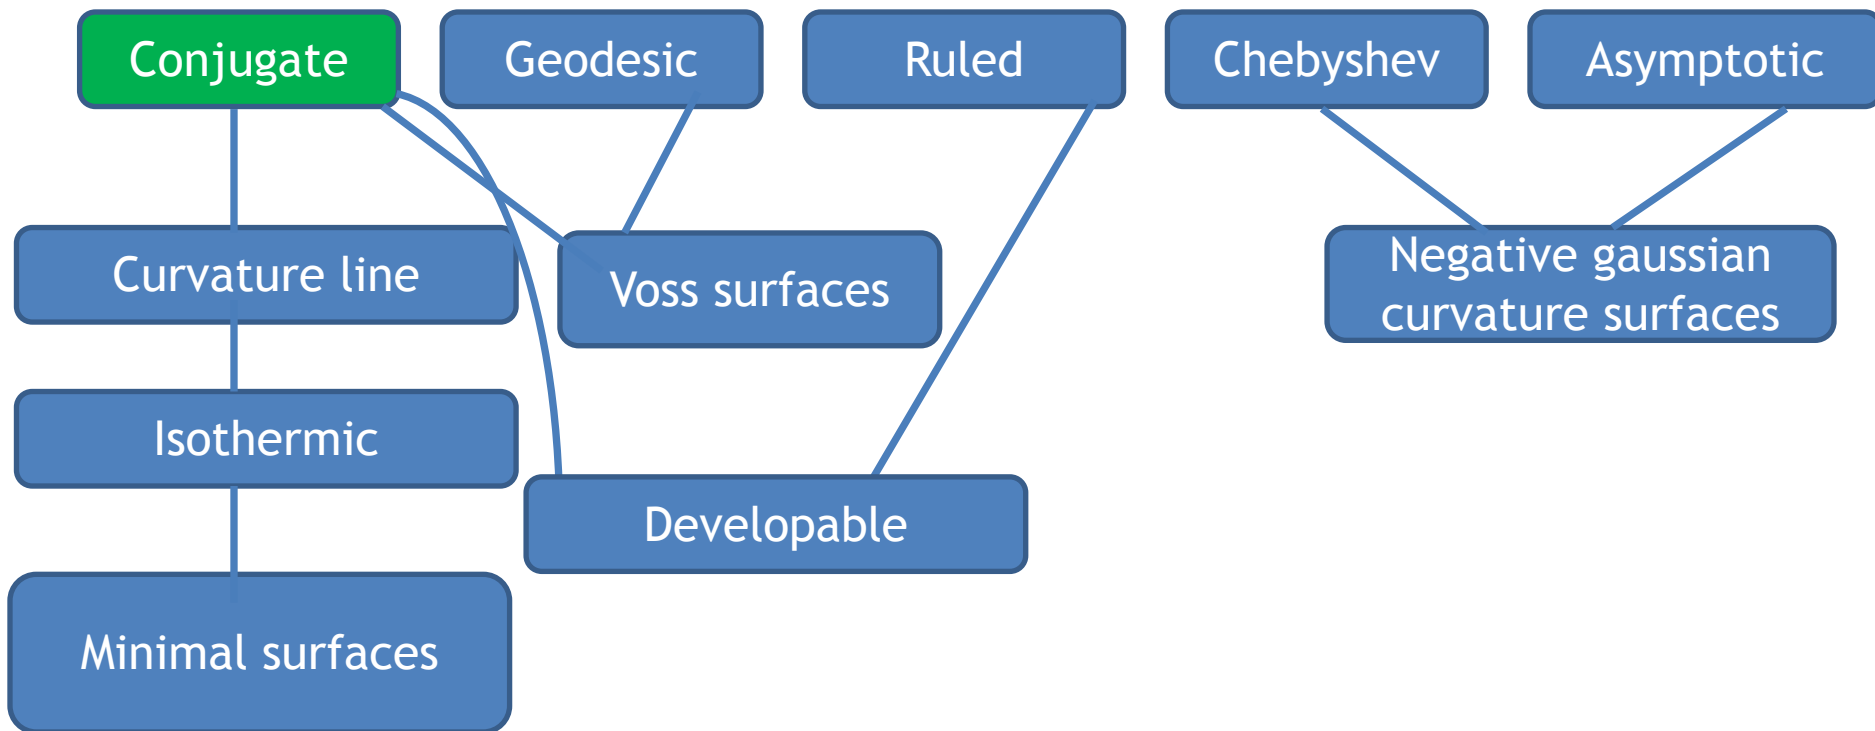 Conjugate
Geodesic
Ruled
Chebyshev
Asymptotic
Curvature line
Voss surfaces
Negative gaussian
curvature surfaces
Isothermic
Developable
Minimal surfaces